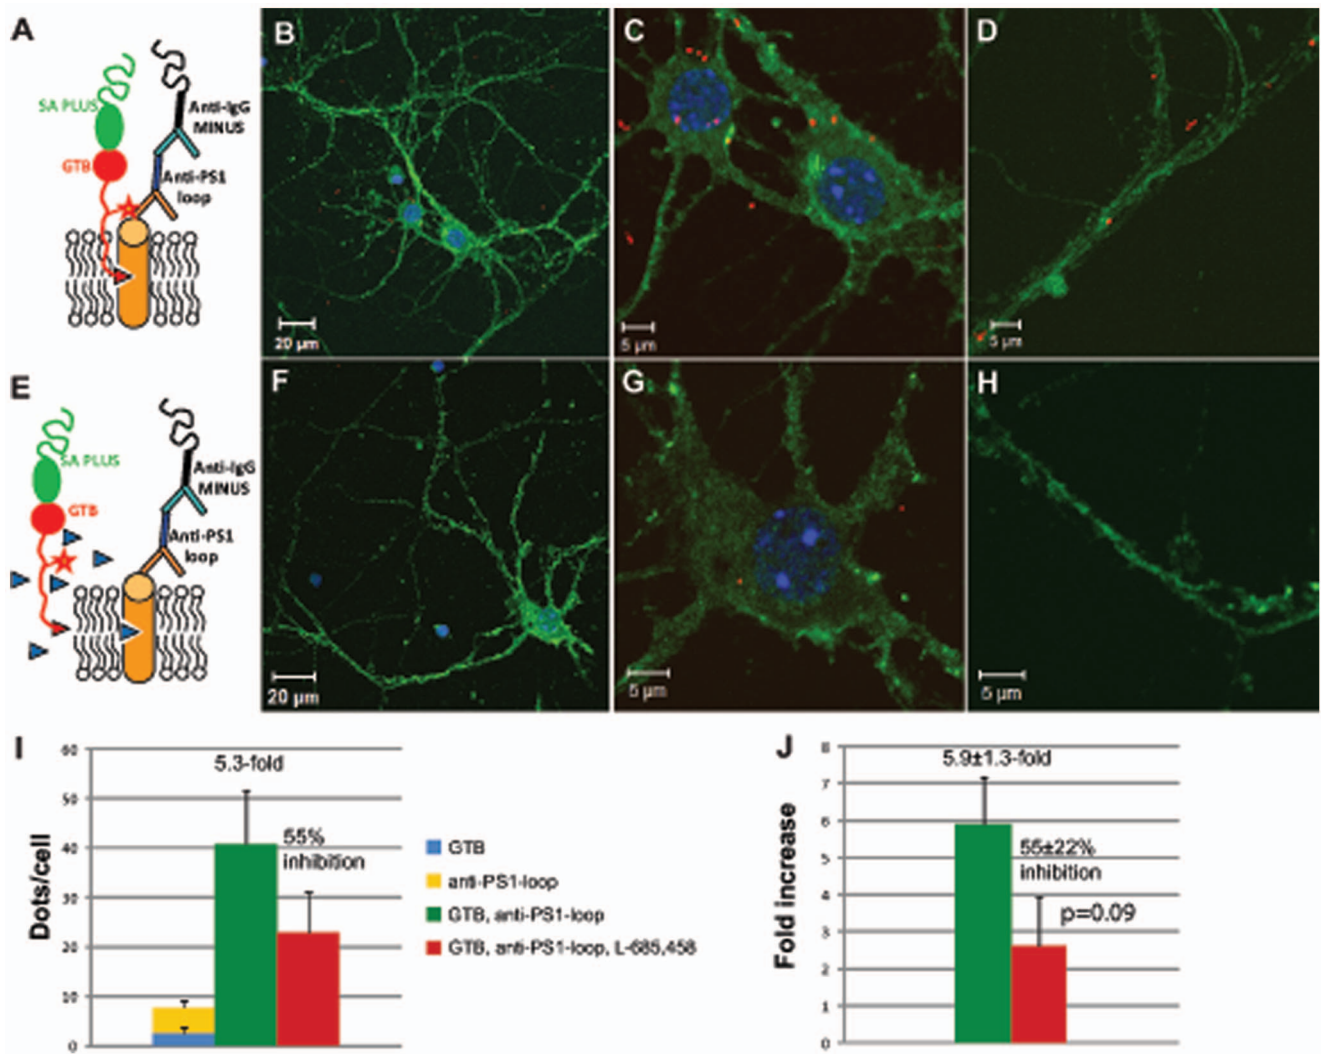 A
SA PLUS
Anti-IgG
MINUS
GTB
Anti-PS1
loop
B
20 µm
C
5 µm
D
5 µm
E
SA PLUS
Anti-IgG
MINUS
GTB
Anti-PS1
loop
F
20 µm
G
5 µm
H
5 µm
I
Dots/cell
60
50
40
30
20
10
0
5.3-fold
55%
inhibition
GTB
anti-PS1-loop
GTB, anti-PS1-loop
GTB, anti-PS1-loop, L-685,458
J
Fold increase
8
7
6
5
4
3
2
1
0
5.9±1.3-fold
55±22%
inhibition
p=0.09